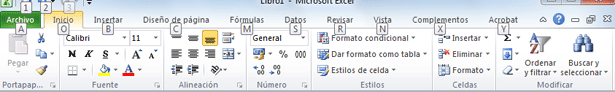 Libro1 - Microsoft Excel
1 2 3
Archivo Inicio Insertar Diseño de página Fórmulas Datos Revisar Vista Complementos Acrobat
A O B C M S R N X Y
Pegar
Calibri 11
N K S
General
% 000
Formato condicional
Dar formato como tabla
Estilos de celda
Insertar
Eliminar
Formato
Σ
Ordenar y filtrar
Buscar y seleccionar
Portapap... Fuente Alineación Número Estilos Celdas Modificar